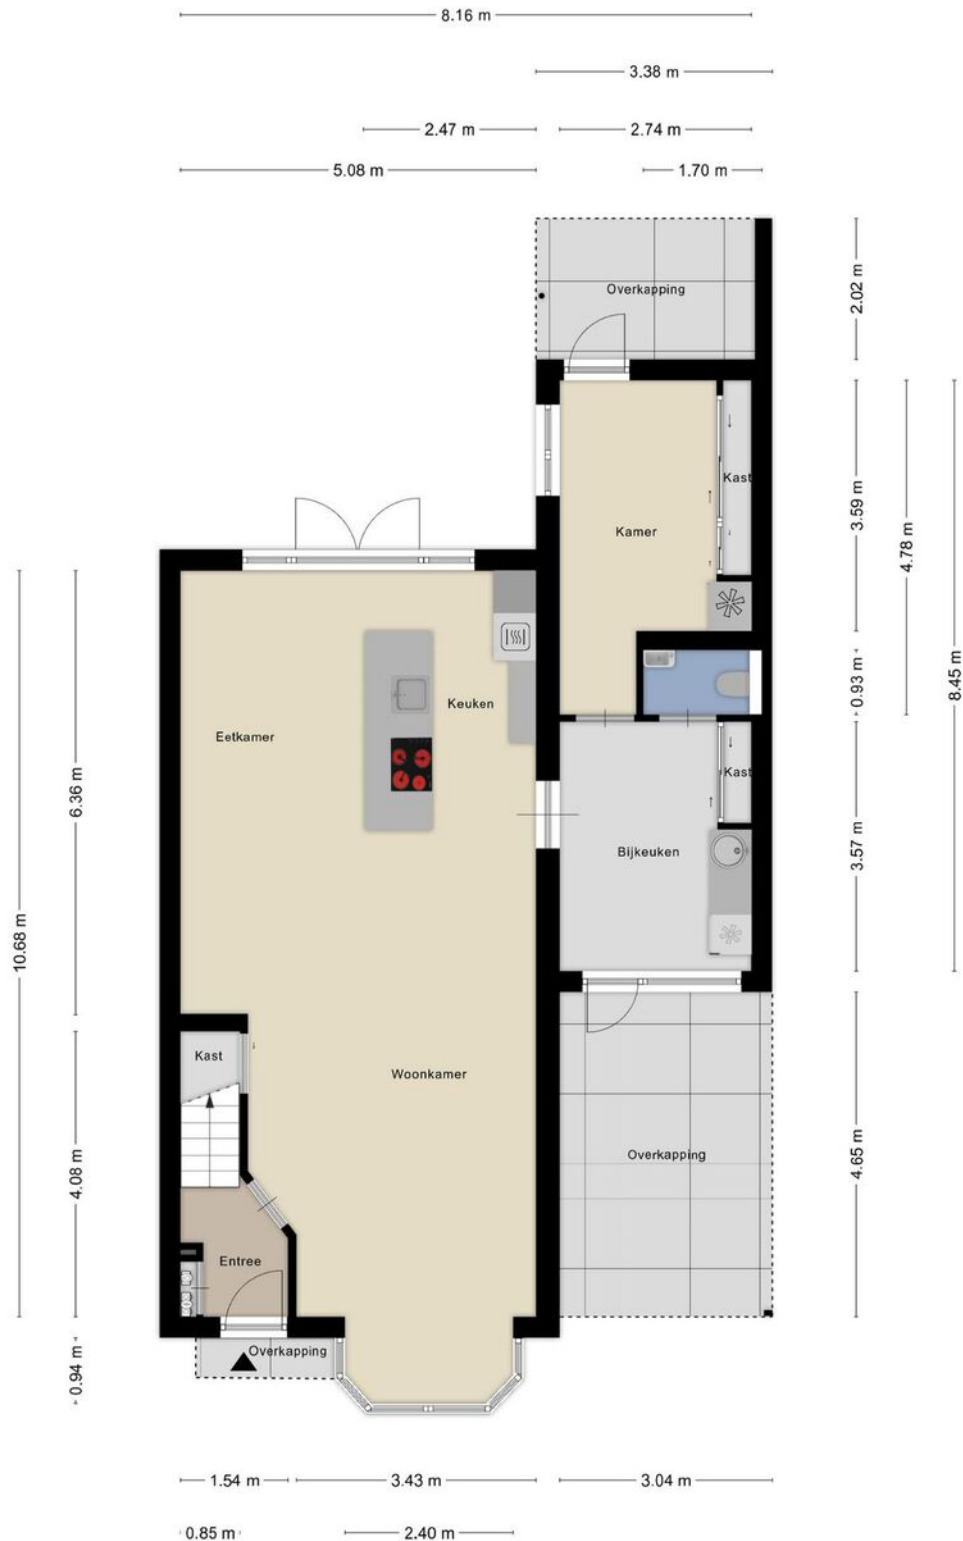 8.16 m
3.38 m
2.47 m
2.74 m
5.08 m
1.70 m
Overkapping
2.02 m
Kast
Kamer
3.59 m
4.78 m
8.45 m
0.93 m
Keuken
Eetkamer
Kast
6.36 m
Bijkeuken
3.57 m
10.68 m
Kast
Woonkamer
4.08 m
Overkapping
4.65 m
Entree
Overkapping
0.94 m
1.54 m
3.43 m
3.04 m
0.85 m
2.40 m